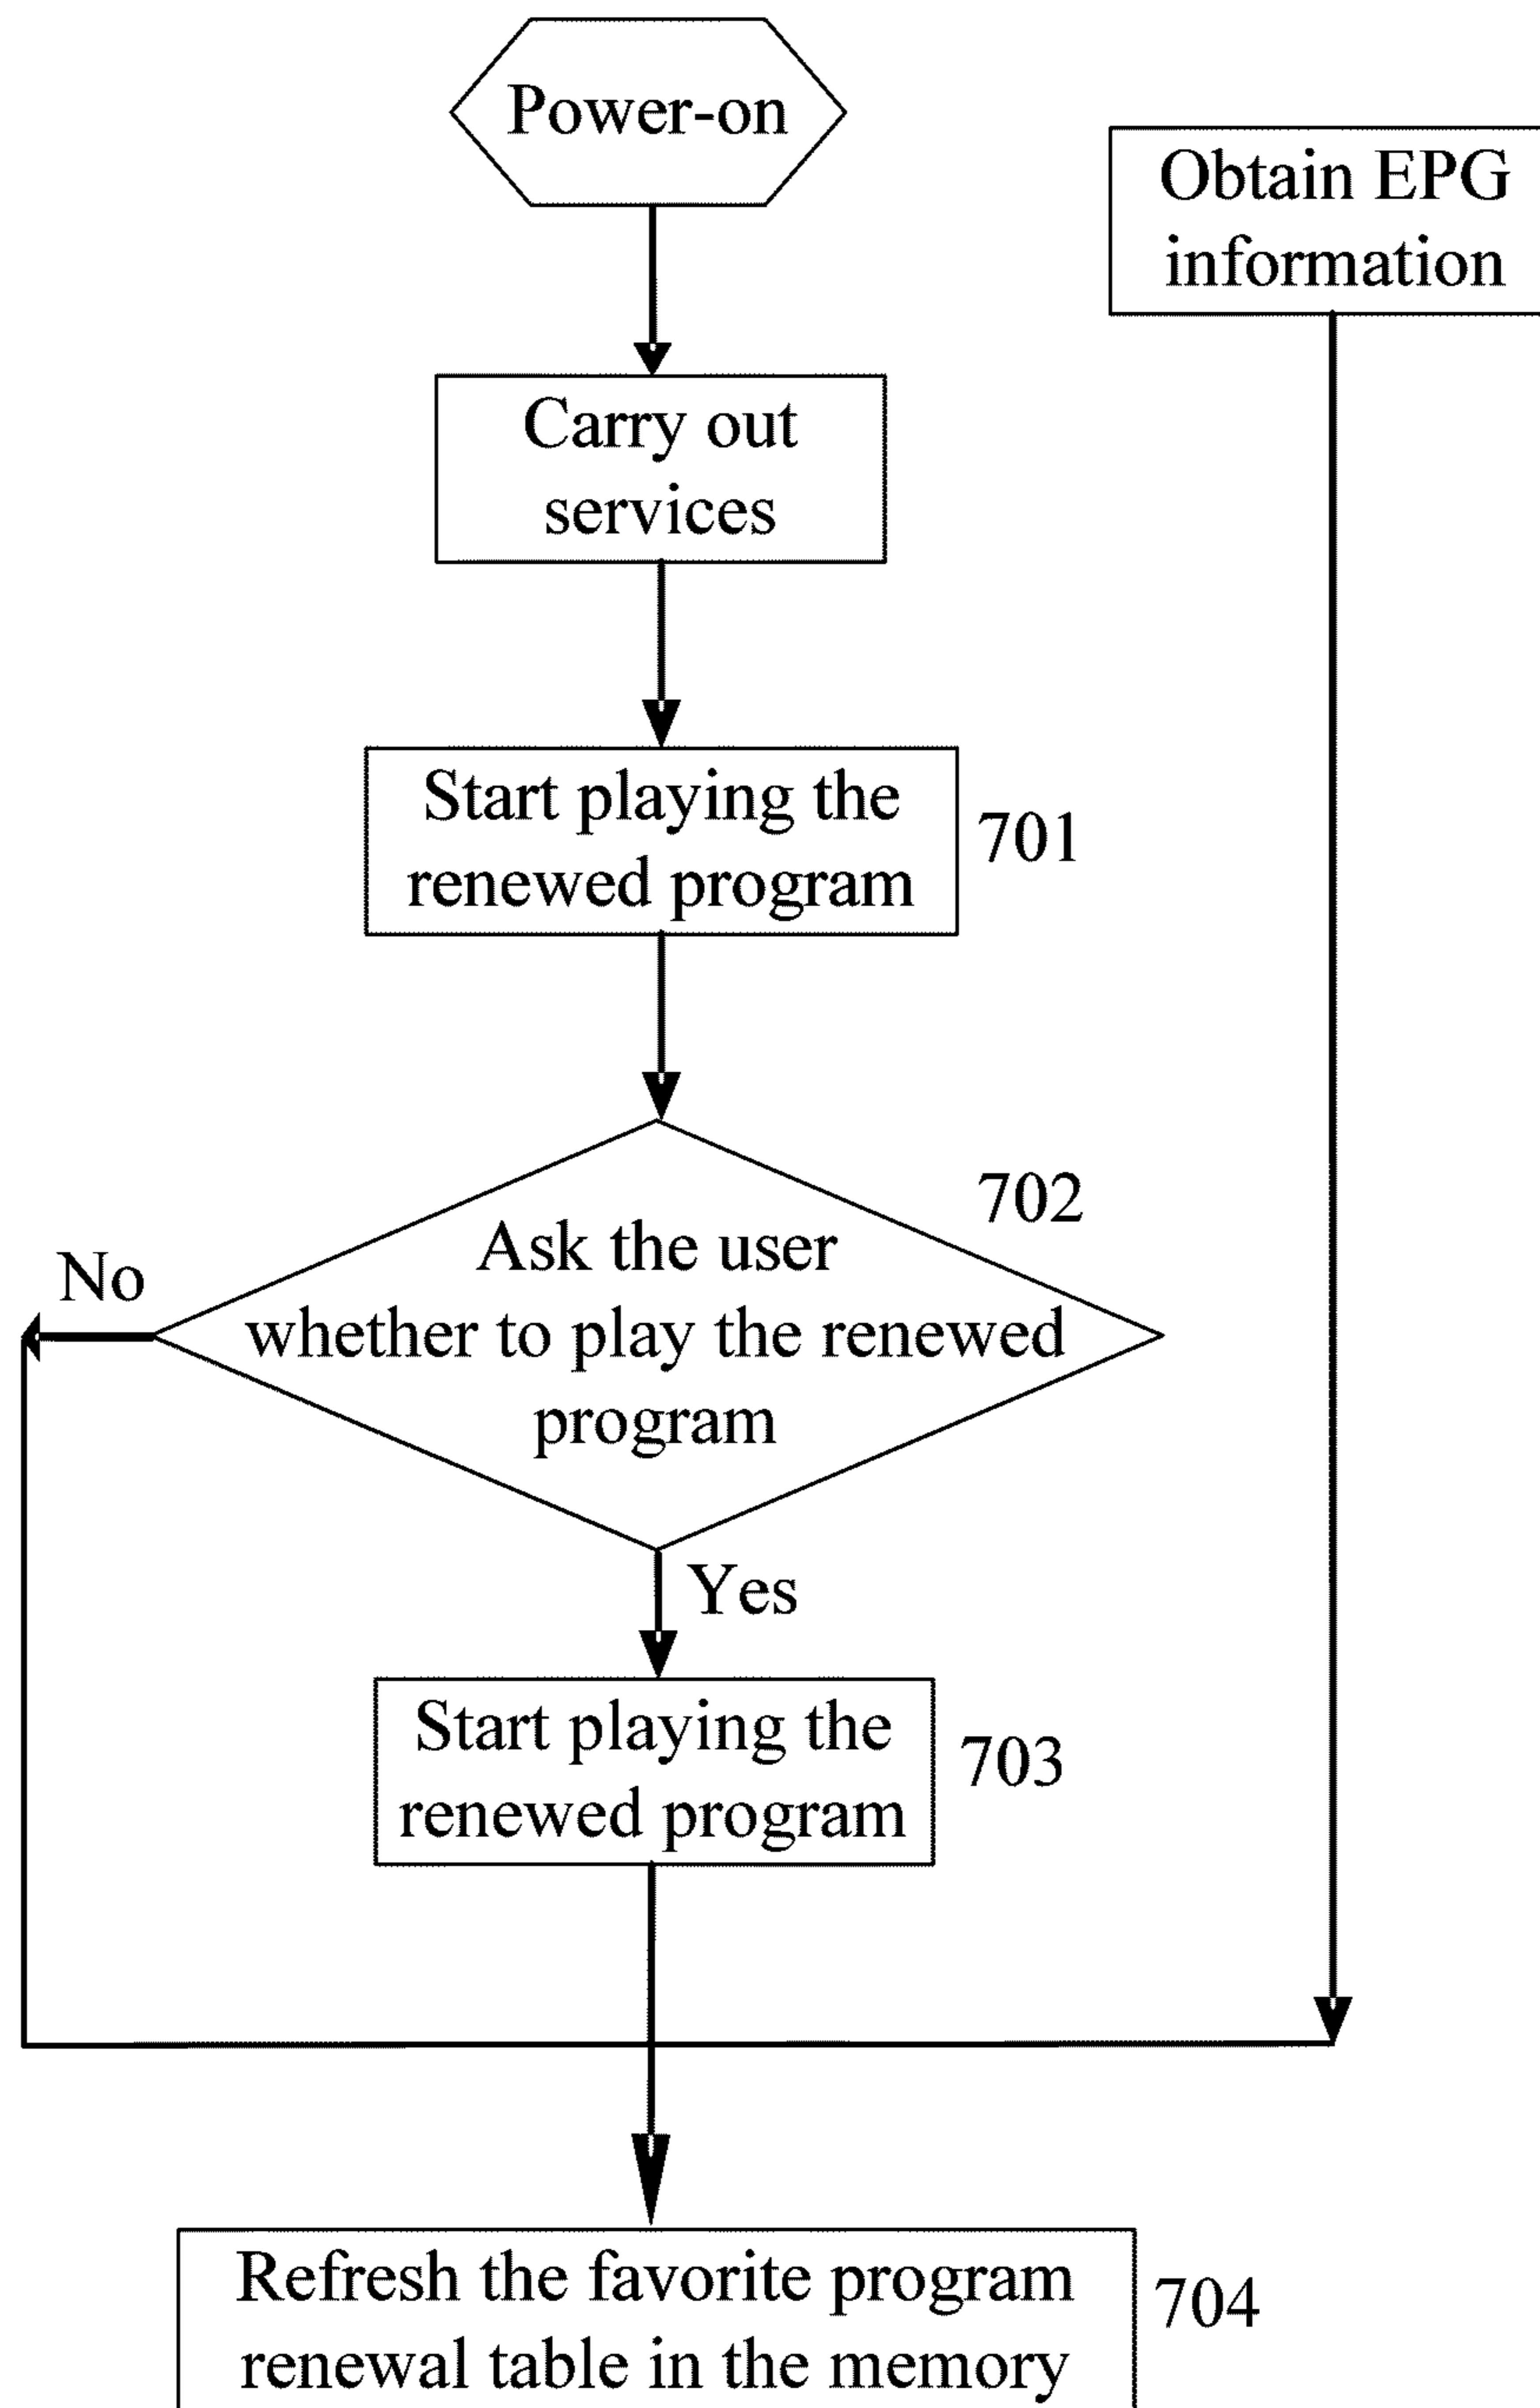 Power-on
Obtain EPG
information
Carry out
services
Start playing the
renewed program
701
702
Ask the user
whether to play the renewed
program
No
Yes
Start playing the
renewed program
703
Refresh the favorite program
renewal table in the memory
704